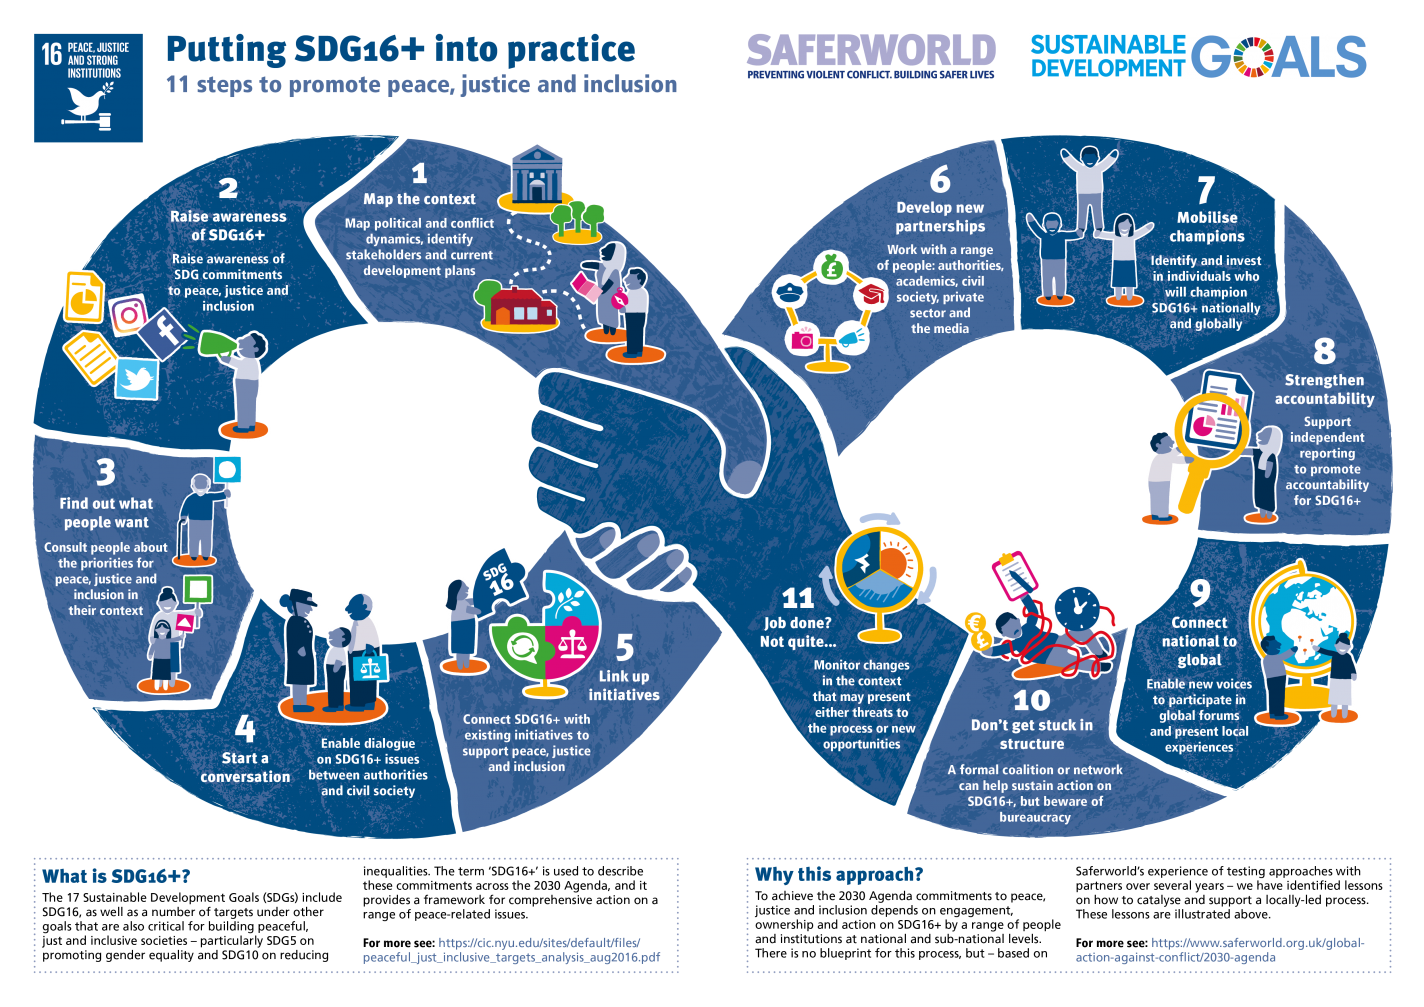 16 PEACE, JUSTICE
AND STRONG
INSTITUTIONS
Putting SDG16+ into practice
11 steps to promote peace, justice and inclusion
SAFERWORLD
PREVENTING VIOLENT CONFLICT. BUILDING SAFER LIVES
SUSTAINABLE
DEVELOPMENT
GOALS
1
Map the context
Map political and conflict
dynamics, identify
stakeholders and current
development plans
2
Raise awareness
of SDG16+
Raise awareness of
SDG commitments
to peace, justice and
inclusion
3
Find out what
people want
Consult people about
the priorities for
peace, justice and
inclusion in
their context
4
Start a
conversation
Enable dialogue
on SDG16+ issues
between authorities
and civil society
SDG
16
5
Link up
initiatives
Connect SDG16+ with
existing initiatives to
support peace, justice
and inclusion
6
Develop new
partnerships
Work with a range
of people: authorities,
academics, civil
society, private
sector and
the media
£
7
Mobilise
champions
Identify and invest
in individuals who
will champion
SDG16+ nationally
and globally
8
Strengthen
accountability
Support
independent
reporting
to promote
accountability
for SDG16+
9
Connect
national to
global
Enable new voices
to participate in
global forums
and present local
experiences
€
£
10
Don't get stuck in
structure
A formal coalition or network
can help sustain action on
SDG16+, but beware of
bureaucracy
11
Job done?
Not quite...
Monitor changes
in the context
that may present
either threats to
the process or new
opportunities
What is SDG16+?
The 17 Sustainable Development Goals (SDGs) include
SDG16, as well as a number of targets under other
goals that are also critical for building peaceful,
just and inclusive societies – particularly SDG5 on
promoting gender equality and SDG10 on reducing
inequalities. The term 'SDG16+' is used to describe
these commitments across the 2030 Agenda, and it
provides a framework for comprehensive action on a
range of peace-related issues.
For more see: https://cic.nyu.edu/sites/default/files/
peaceful_just_inclusive_targets_analysis_aug2016.pdf
Why this approach?
To achieve the 2030 Agenda commitments to peace,
justice and inclusion depends on engagement,
ownership and action on SDG16+ by a range of people
and institutions at national and sub-national levels.
There is no blueprint for this process, but – based on
Saferworld's experience of testing approaches with
partners over several years – we have identified lessons
on how to catalyse and support a locally-led process.
These lessons are illustrated above.
For more see: https://www.saferworld.org.uk/global-
action-against-conflict/2030-agenda